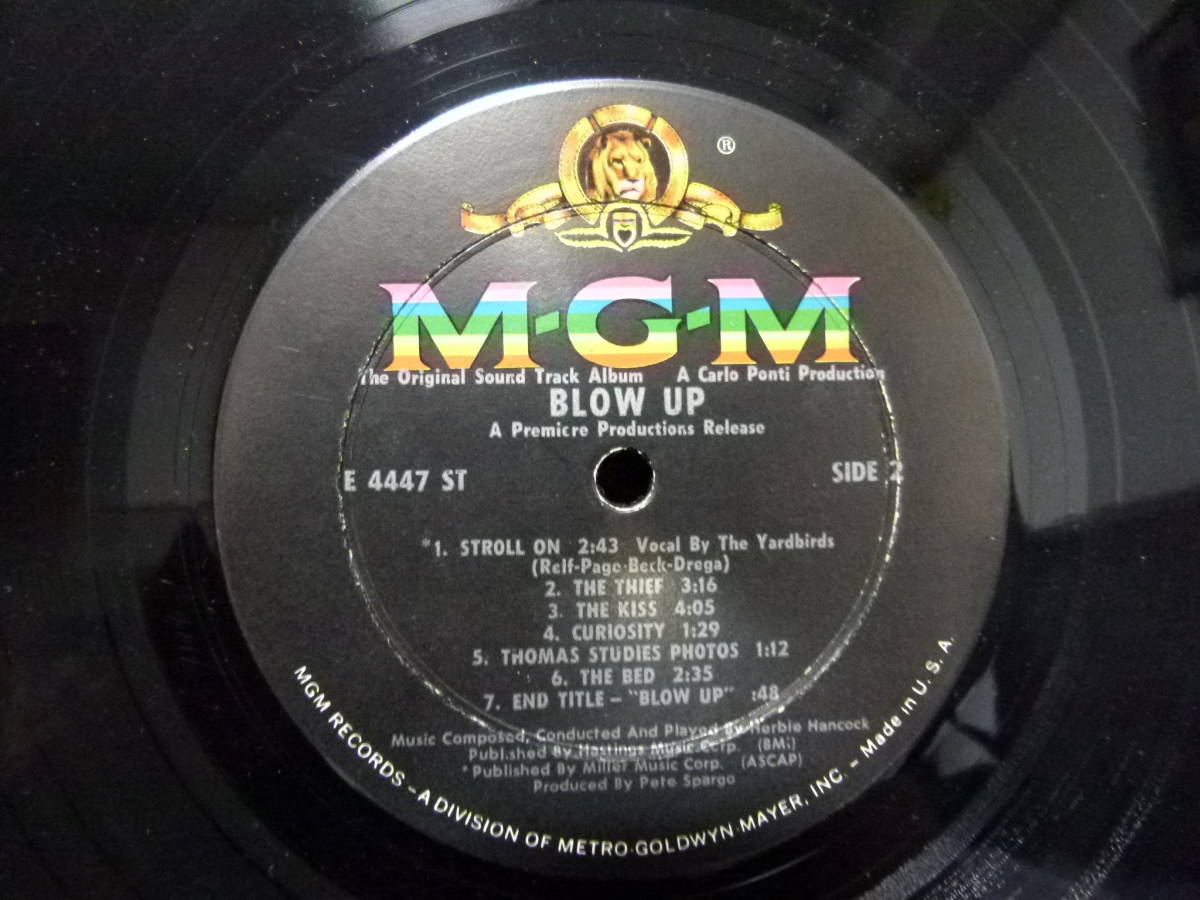 ®
M-G-M
The Original Sound Track Album A Carlo Ponti Production
BLOW UP
A Premiere Productions Release
E 4447 ST SIDE 2
*1. STROLL ON 2:43 Vocal By The Yardbirds
(Relf-Page-Beck-Drega)
2. THE THIEF 3:16
3. THE KISS 4:05
4. CURIOSITY 1:29
5. THOMAS STUDIES PHOTOS 1:12
6. THE BED 2:35
7. END TITLE – "BLOW UP" :48
Music Composed, Conducted And Played By Herbie Hancock
Published By Hastings Music Corp. (BMI)
*Published By Miller Music Corp. (ASCAP)
Produced By Pete Spargo
MGM RECORDS – A DIVISION OF METRO-GOLDWYN-MAYER, INC. – Made in U. S. A.